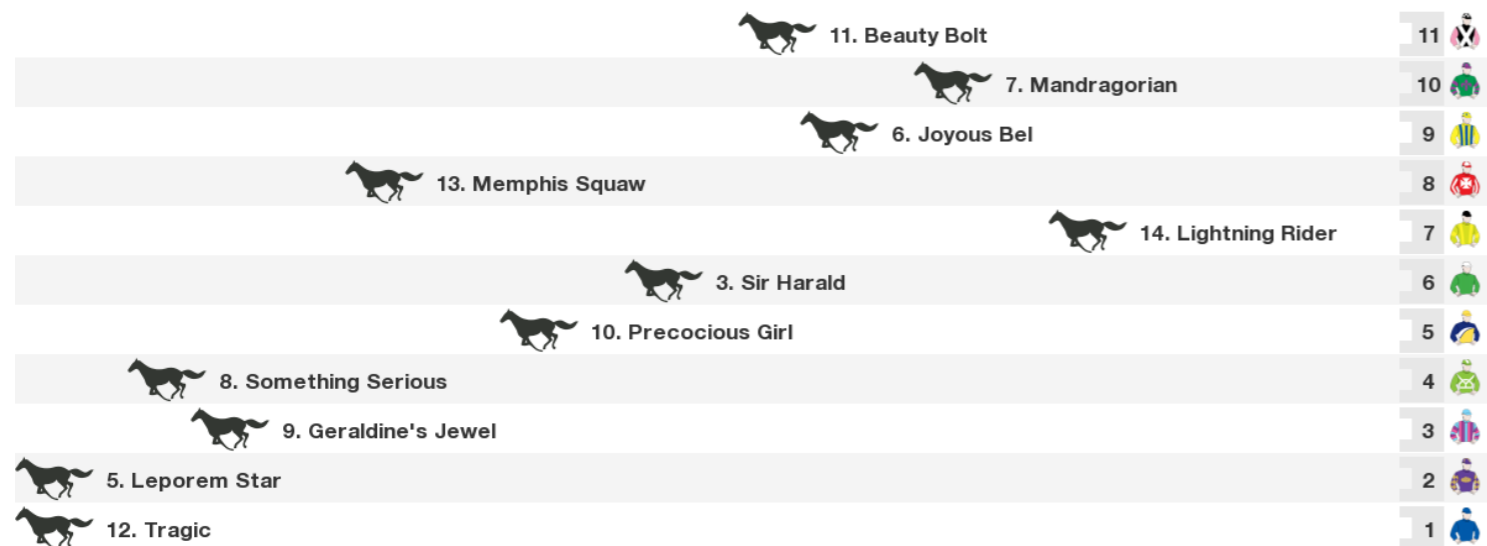 11. Beauty Bolt 11
7. Mandragorian 10
6. Joyous Bel 9
13. Memphis Squaw 8
14. Lightning Rider 7
3. Sir Harald 6
10. Precocious Girl 5
8. Something Serious 4
9. Geraldine's Jewel 3
5. Leporem Star 2
12. Tragic 1